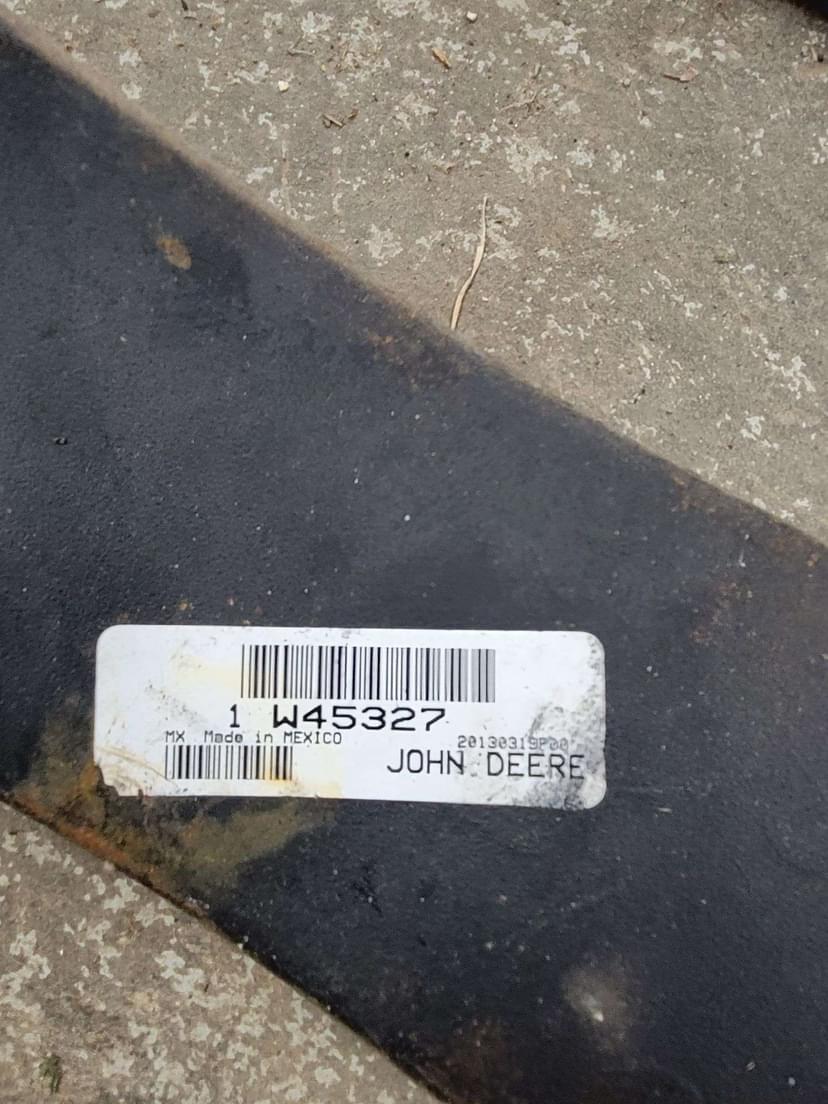 1 W45327
MX Made in MEXICO
20130319P00
JOHN DEERE